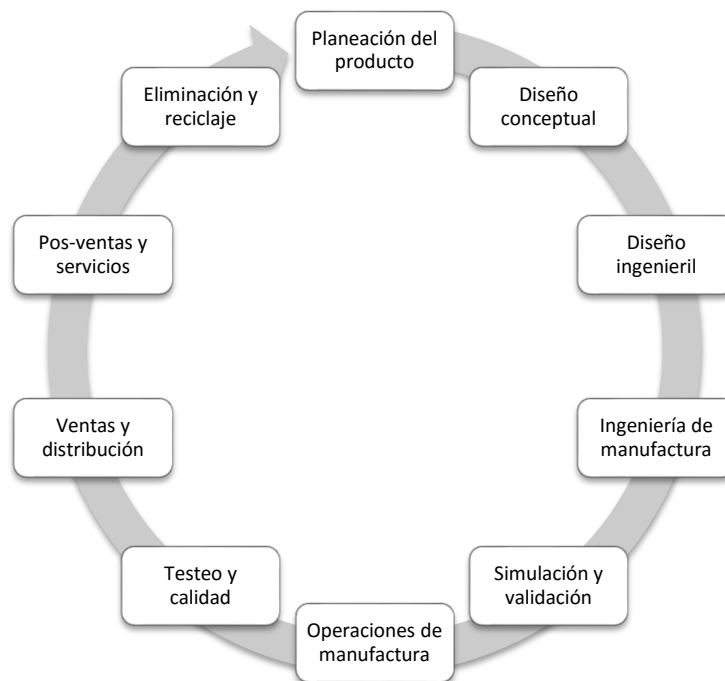 Planeación del
producto
Diseño
conceptual
Diseño
ingenieril
Ingeniería de
manufactura
Simulación y
validación
Operaciones de
manufactura
Testeo y
calidad
Ventas y
distribución
Pos-ventas y
servicios
Eliminación y
reciclaje